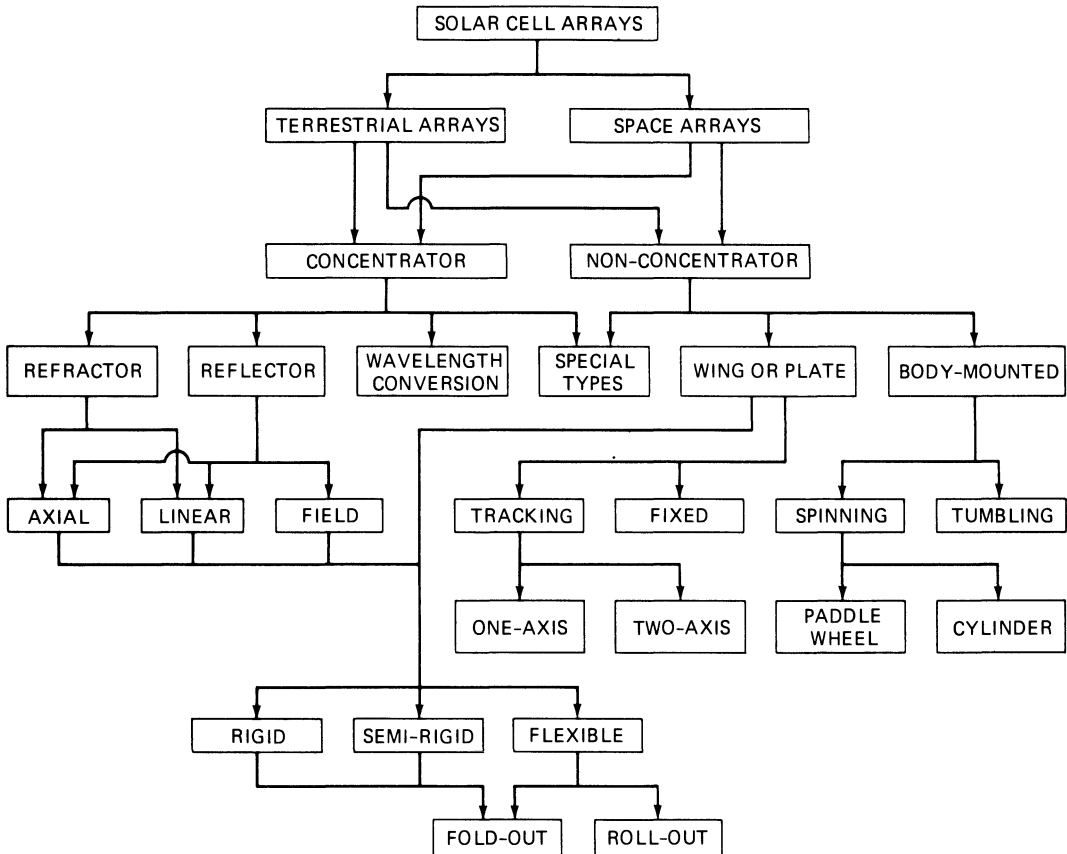 SOLAR CELL ARRAYS
TERRESTRIAL ARRAYS
SPACE ARRAYS
CONCENTRATOR
NON-CONCENTRATOR
REFRACTOR
REFLECTOR
WAVELENGTH
CONVERSION
SPECIAL
TYPES
WING OR PLATE
BODY-MOUNTED
AXIAL
LINEAR
FIELD
TRACKING
FIXED
SPINNING
TUMBLING
ONE-AXIS
TWO-AXIS
PADDLE
WHEEL
CYLINDER
RIGID
SEMI-RIGID
FLEXIBLE
FOLD-OUT
ROLL-OUT